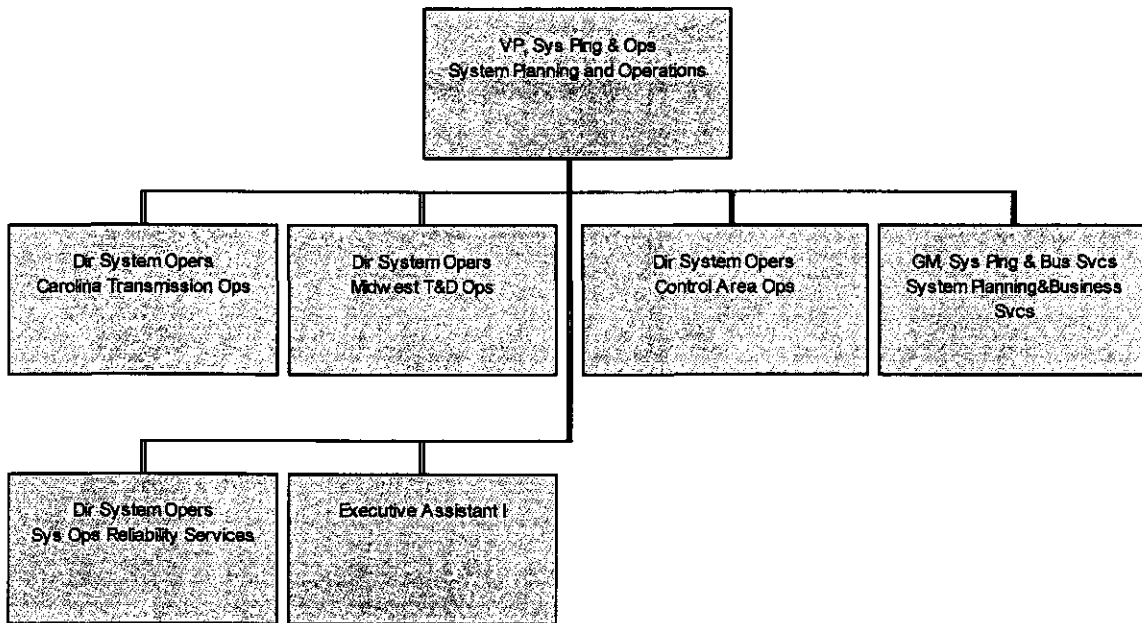 VP, Sys Plng & Ops
System Planning and Operations
Dir System Opers
Carolina Transmission Ops
Dir System Opers
Midwest T&D Ops
Dir System Opers
Control Area Ops
GM, Sys Plng & Bus Svcs
System Planning&Business
Svcs
Dir System Opers
Sys Ops Reliability Services
Executive Assistant I